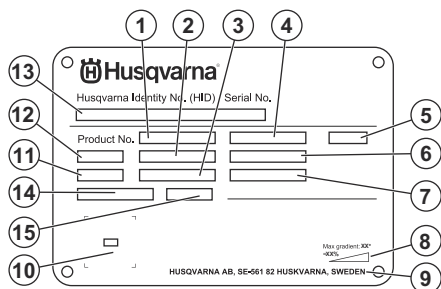 1
2
3
4
13
Husqvarna®
Husqvarna Identity No. (HID) Serial No.
5
12
Product No.
6
11
14
7
15
Max gradient: XX°
~XX%
8
10
HUSQVARNA AB, SE-561 82 HUSKVARNA, SWEDEN
9